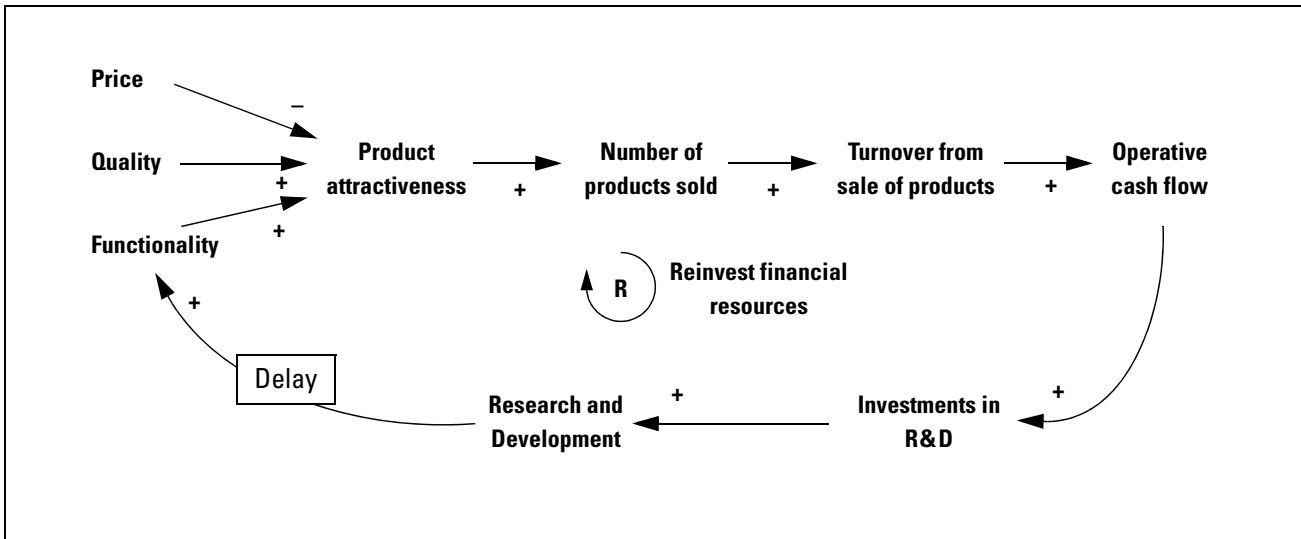 Price
–
Quality
+
Functionality
+
Product
attractiveness
+
Number of
products sold
+
Turnover from
sale of products
+
Operative
cash flow
R
Reinvest financial
resources
+
Delay
Research and
Development
+
Investments in
R&D
+